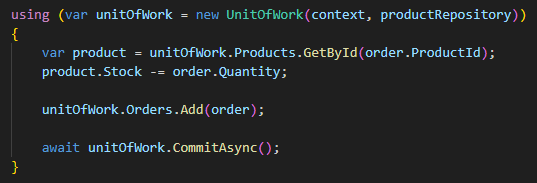 using (var unitOfWork = new UnitOfWork(context, productRepository))
{
    var product = unitOfWork.Products.GetById(order.ProductId);
    product.Stock -= order.Quantity;

    unitOfWork.Orders.Add(order);

    await unitOfWork.CommitAsync();
}